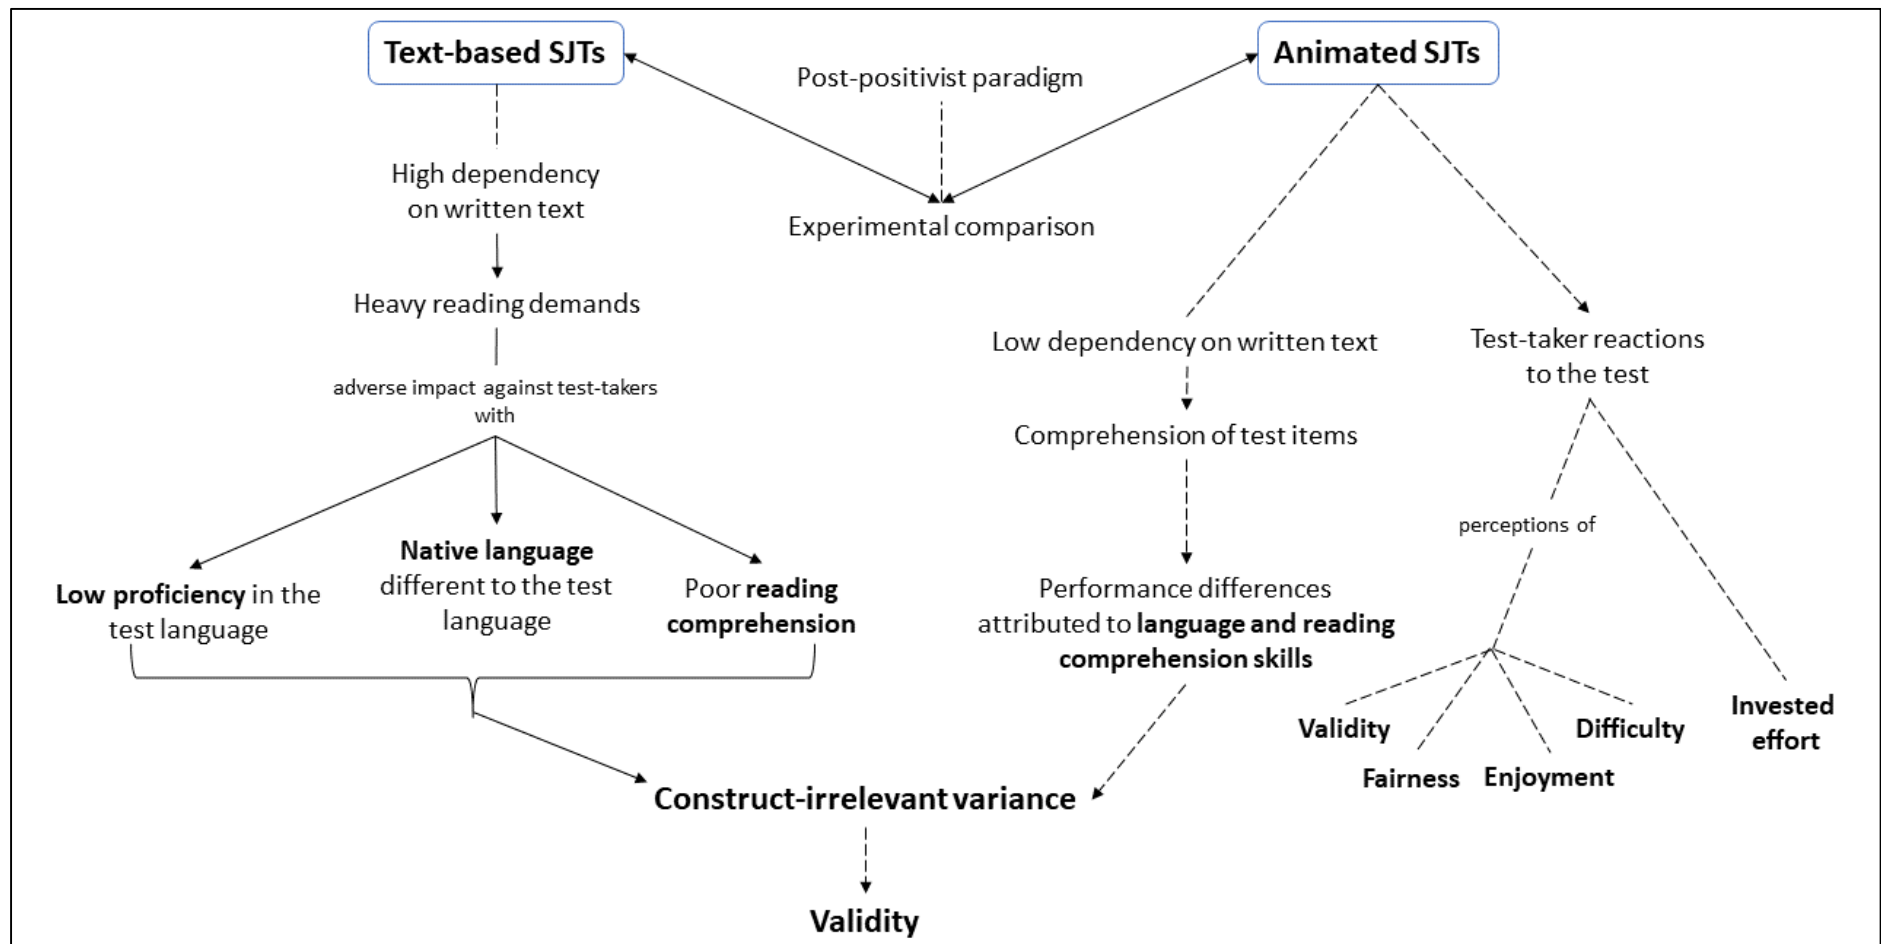 Text-based SJTs
Animated SJTs
Post-positivist paradigm
Experimental comparison
High dependency
on written text
Heavy reading demands
adverse impact against test-takers
with
Low proficiency in the
test language
Native language
different to the test
language
Poor reading
comprehension
Low dependency on written text
Comprehension of test items
Performance differences
attributed to language and reading
comprehension skills
Test-taker reactions
to the test
perceptions of
Validity
Fairness
Enjoyment
Difficulty
Invested
effort
Construct-irrelevant variance
Validity